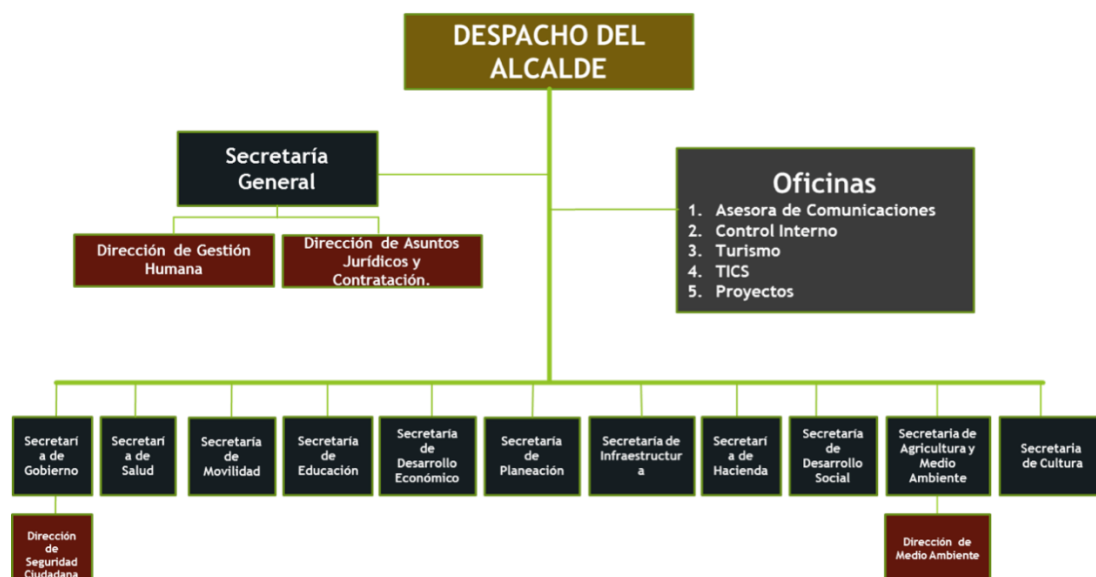 DESPACHO DEL
ALCALDE
Secretaría
General
Oficinas
1. Asesora de Comunicaciones
2. Control Interno
3. Turismo
4. TICS
5. Proyectos
Dirección de Gestión
Humana
Dirección de Asuntos
Jurídicos y
Contratación.
Secretarí
a de
Gobierno
Secretarí
a de
Salud
Secretaría
de
Movilidad
Secretaría
de
Educación
Secretaría
de
Desarrollo
Económico
Secretaría
de
Planeación
Secretaría de
Infraestructur
a
Secretarí
a de
Hacienda
Secretaría
de
Desarrollo
Social
Secretaria de
Agricultura y
Medio
Ambiente
Secretaria
de Cultura
Dirección
de
Seguridad
Ciudadana
Dirección de
Medio Ambiente